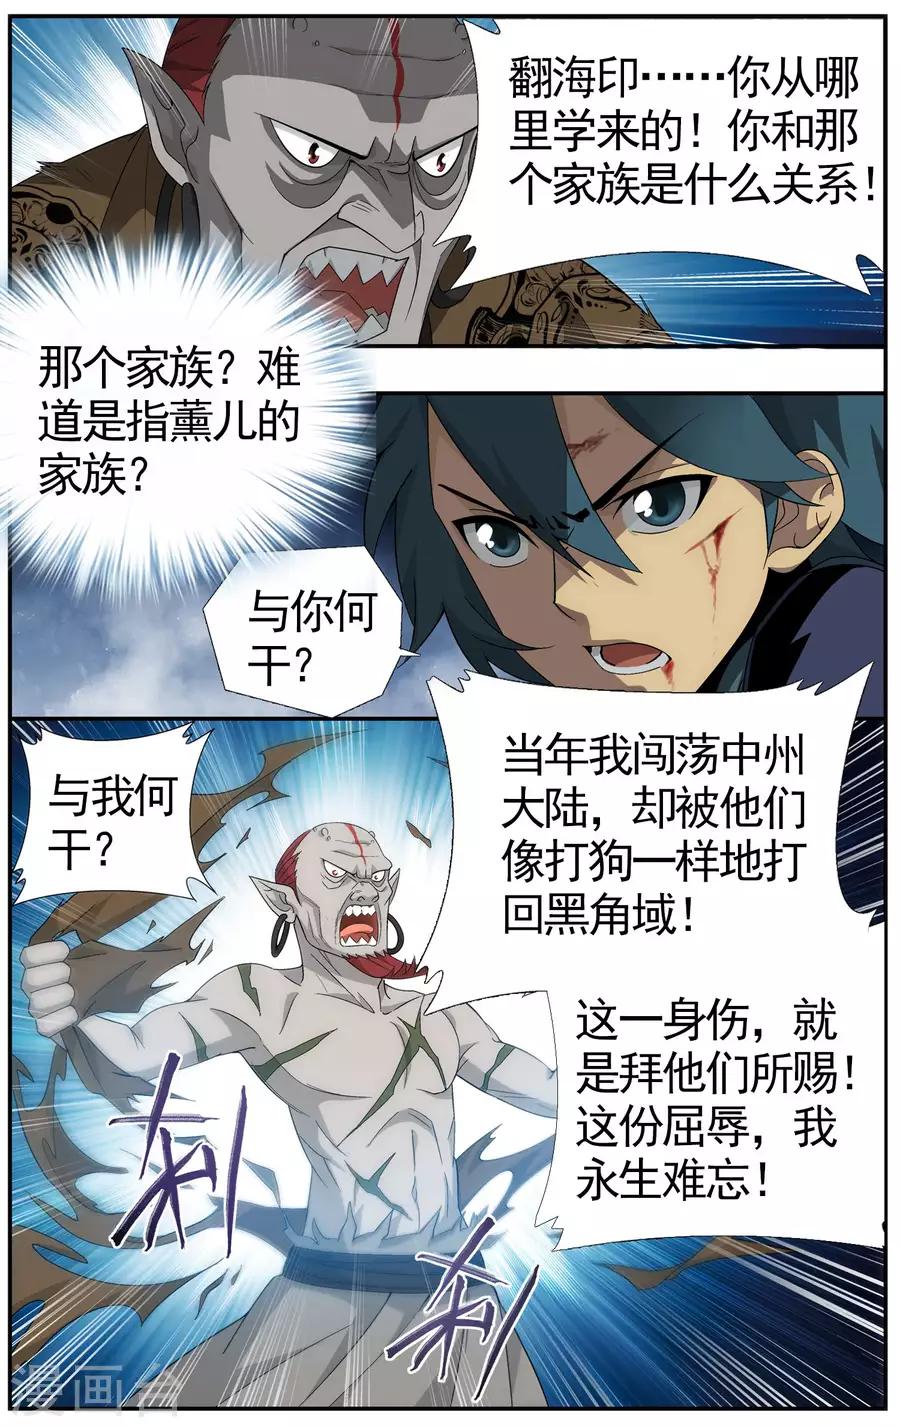 翻海印……你从哪
里学来的！你和那
个家族是什么关系！
那个家族？难
道是指薰儿的
家族？
与你何
干？
与我何
干？
当年我闯荡中州
大陆，却被他们
像打狗一样地打
回黑角域！
这一身伤，就
是拜他们所赐！
这份屈辱，我
永生难忘！
刹
刹
漫画台